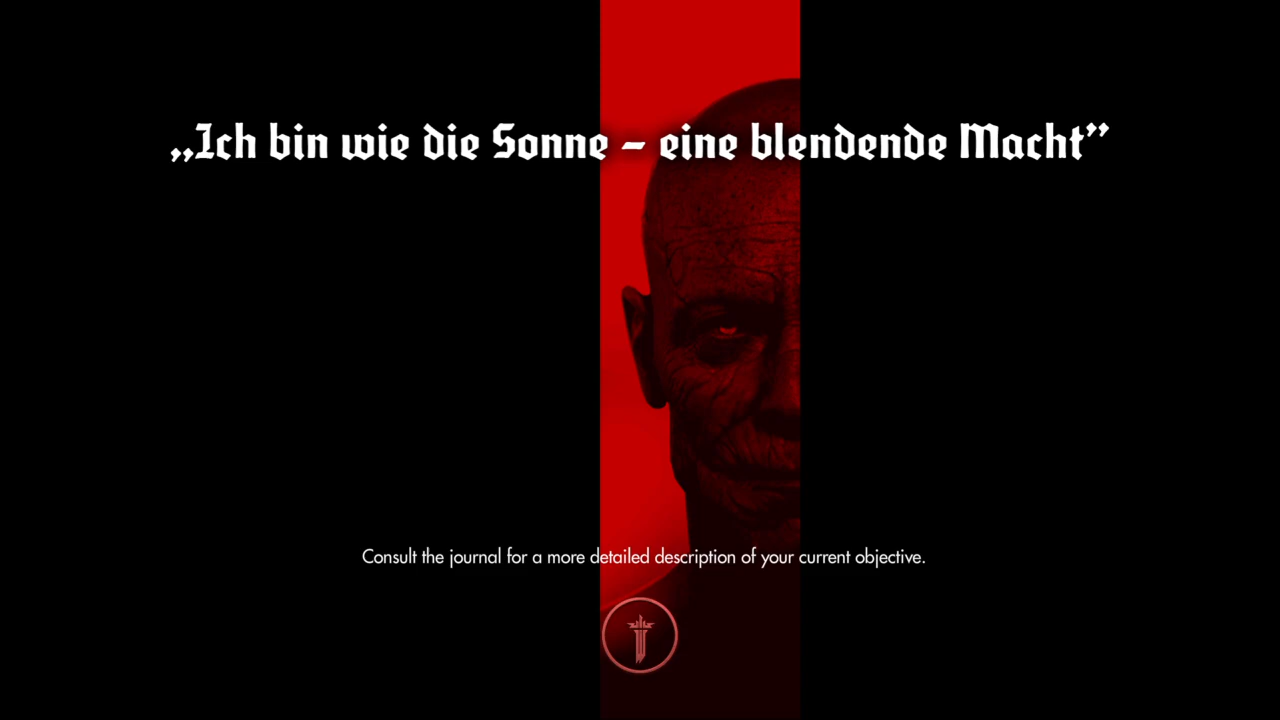 „Ich bin wie die Sonne – eine blendende Macht”
Consult the journal for a more detailed description of your current objective.